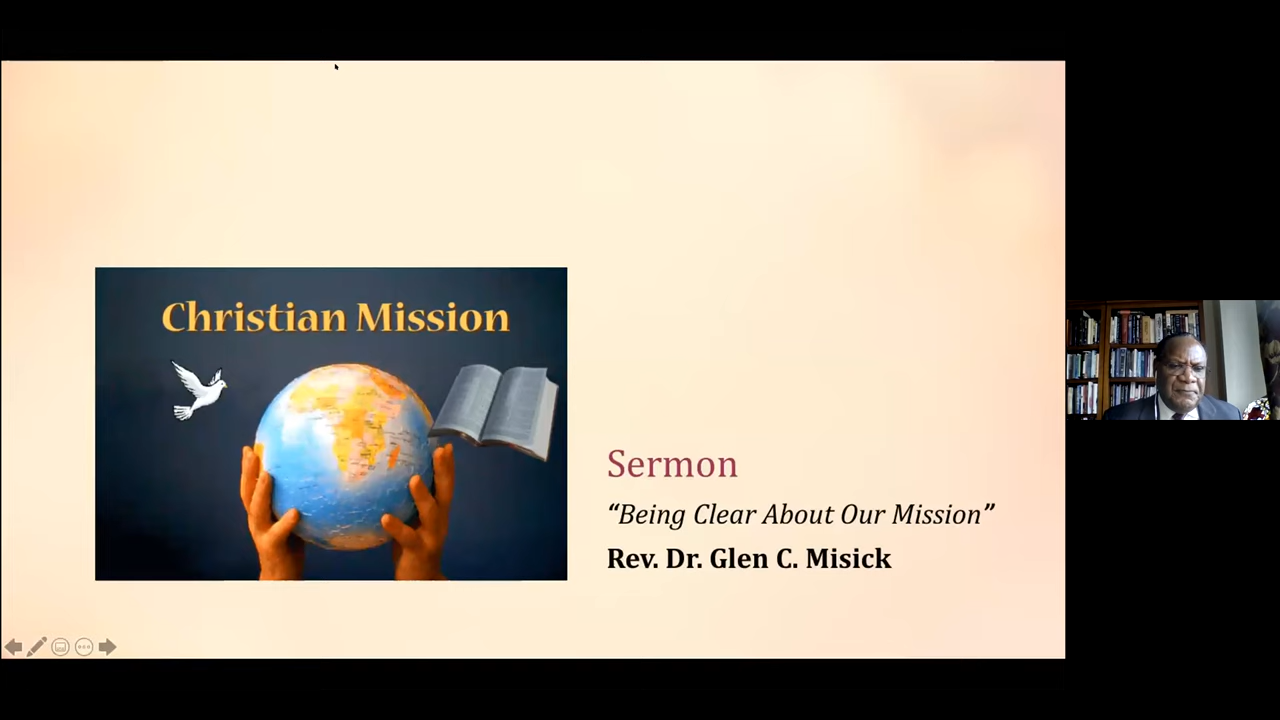 Christian Mission
Sermon
“Being Clear About Our Mission”
Rev. Dr. Glen C. Misick